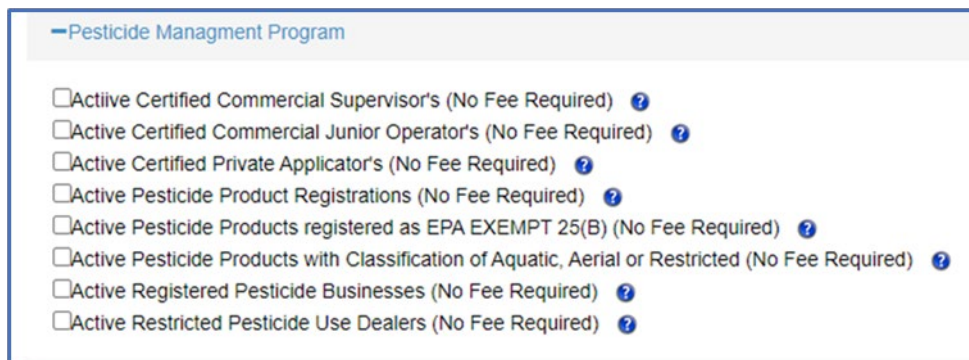 −Pesticide Managment Program
Actiive Certified Commercial Supervisor's (No Fee Required) ?
Active Certified Commercial Junior Operator's (No Fee Required) ?
Active Certified Private Applicator's (No Fee Required) ?
Active Pesticide Product Registrations (No Fee Required) ?
Active Pesticide Products registered as EPA EXEMPT 25(B) (No Fee Required) ?
Active Pesticide Products with Classification of Aquatic, Aerial or Restricted (No Fee Required) ?
Active Registered Pesticide Businesses (No Fee Required) ?
Active Restricted Pesticide Use Dealers (No Fee Required) ?